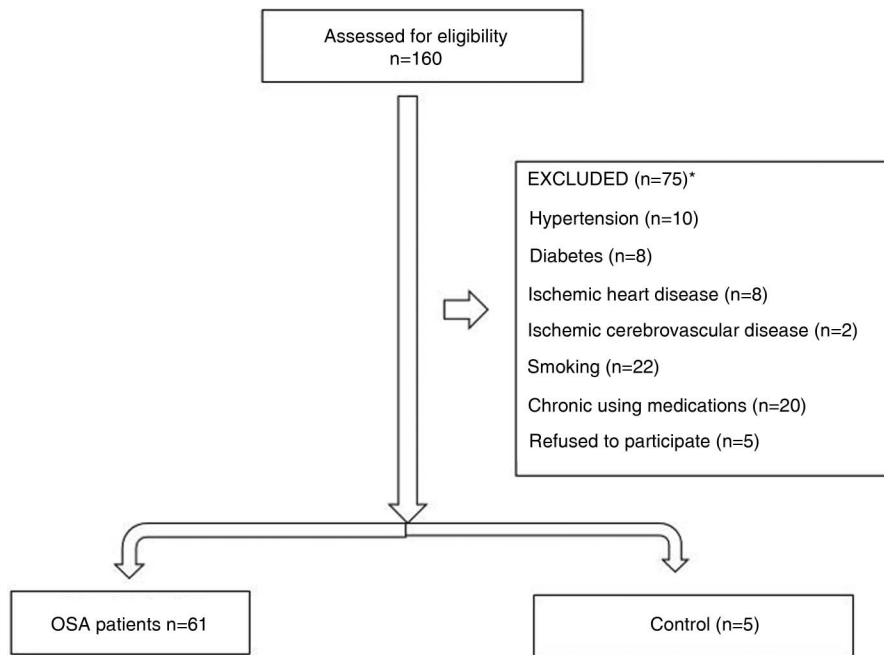 Assessed for eligibility
n=160
EXCLUDED (n=75)*
Hypertension (n=10)
Diabetes (n=8)
Ischemic heart disease (n=8)
Ischemic cerebrovascular disease (n=2)
Smoking (n=22)
Chronic using medications (n=20)
Refused to participate (n=5)
OSA patients n=61
Control (n=5)